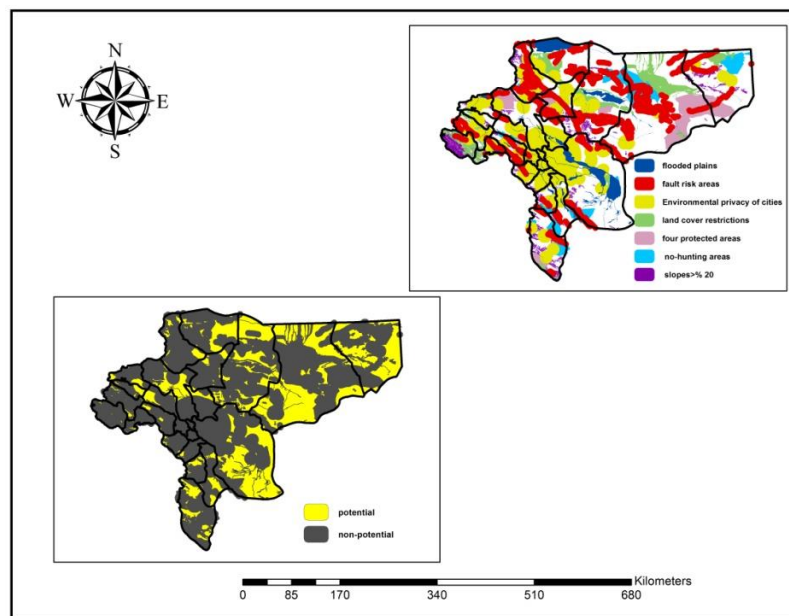 N
W E
S
flooded plains
fault risk areas
Environmental privacy of cities
land cover restrictions
four protected areas
no-hunting areas
slopes>% 20
potential
non-potential
Kilometers
0 85 170 340 510 680